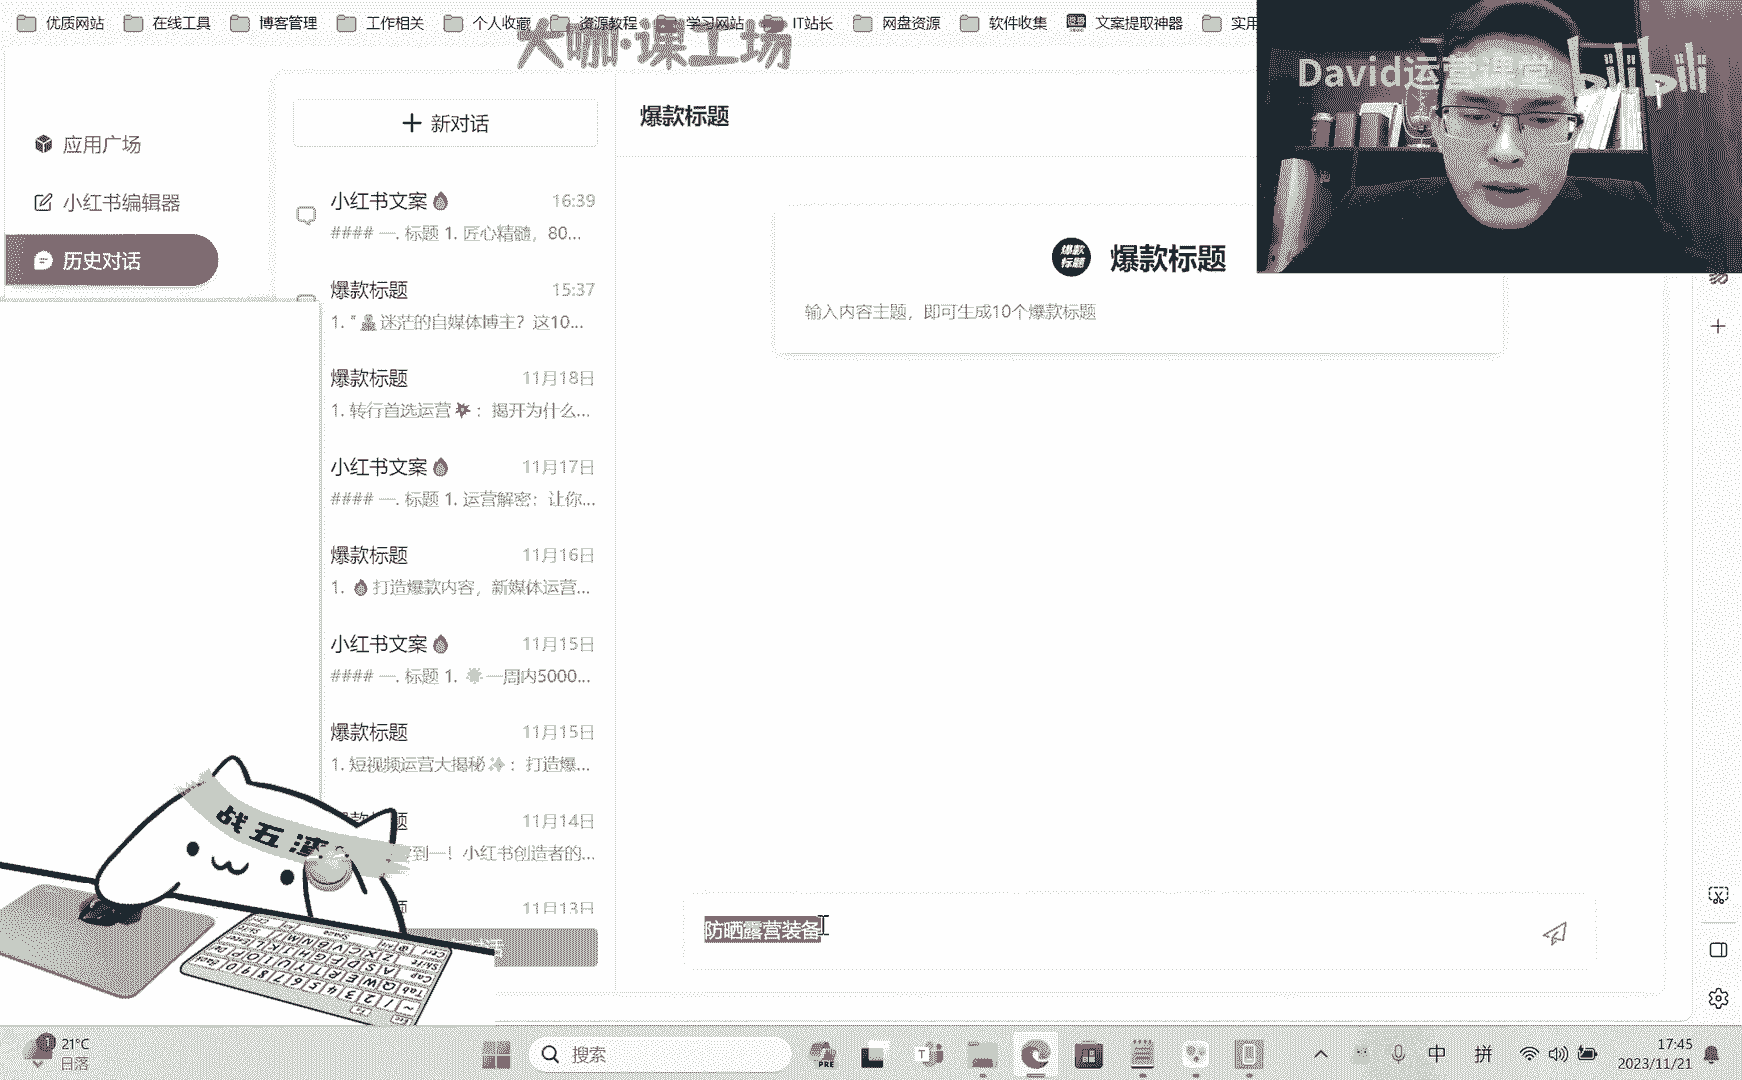 优质网站
在线工具
博客管理
工作相关
个人收藏
资源教程
学习网站
IT站长
网盘资源
软件收集
文案提取神器
实用
大咖·课工场
David运营课堂
bilibili
应用广场
小红书编辑器
历史对话
新对话
小红书文案 16:39
#### 一. 标题 1. 匠心精髓，80...
爆款标题 15:37
1. “ 迷茫的自媒体博主？这10...
爆款标题 11月18日
1. 转行首选运营 ：揭开为什么...
小红书文案 11月17日
#### 一. 标题 1. 运营解密：让你...
爆款标题 11月16日
1. 打造爆款内容，新媒体运营...
小红书文案 11月15日
#### 一. 标题 1. 一周内5000...
爆款标题 11月15日
1. 短视频运营大揭秘 ：打造爆...
题 11月14日
到一！小红书创造者的...
11月13日
爆款标题
爆款
标题
爆款标题
输入内容主题，即可生成10个爆款标题
防晒露营装备
战五渣
21°C
日落
搜索
PRE
中
拼
17:45
2023/11/21